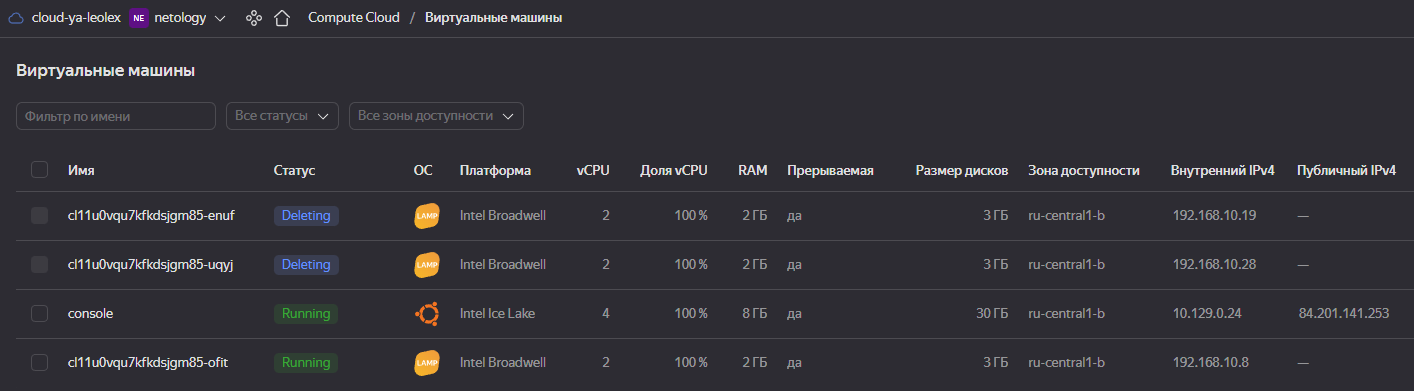 cloud-ya-leolex NE netology Compute Cloud / Виртуальные машины
Виртуальные машины
Фильтр по имени Все статусы Все зоны доступности
Имя Статус ОС Платформа vCPU Доля vCPU RAM Прерываемая Размер дисков Зона доступности Внутренний IPv4 Публичный IPv4
cl11u0vqu7kfkdsjgm85-enuf Deleting LAMP Intel Broadwell 2 100 % 2 ГБ да 3 ГБ ru-central1-b 192.168.10.19 —
cl11u0vqu7kfkdsjgm85-uqyj Deleting LAMP Intel Broadwell 2 100 % 2 ГБ да 3 ГБ ru-central1-b 192.168.10.28 —
console Running Intel Ice Lake 4 100 % 8 ГБ да 30 ГБ ru-central1-b 10.129.0.24 84.201.141.253
cl11u0vqu7kfkdsjgm85-ofit Running LAMP Intel Broadwell 2 100 % 2 ГБ да 3 ГБ ru-central1-b 192.168.10.8 —